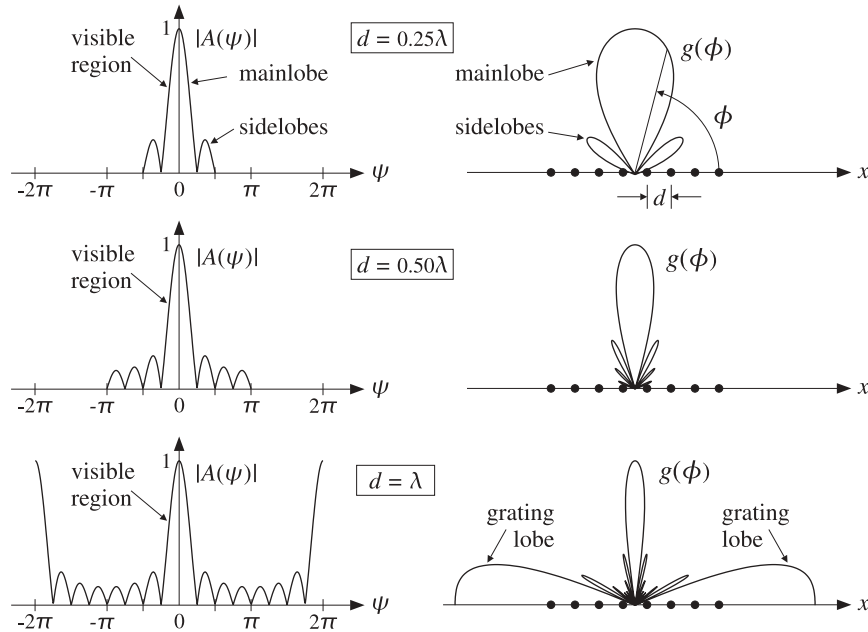 visible
region
1
|A(ψ)|
mainlobe
sidelobes
d = 0.25λ
-2π
-π
0
π
2π
ψ
mainlobe
g(ϕ)
sidelobes
ϕ
d
x
visible
region
1
|A(ψ)|
d = 0.50λ
-2π
-π
0
π
2π
ψ
g(ϕ)
x
visible
region
1
|A(ψ)|
d = λ
-2π
-π
0
π
2π
ψ
g(ϕ)
grating
lobe
grating
lobe
x